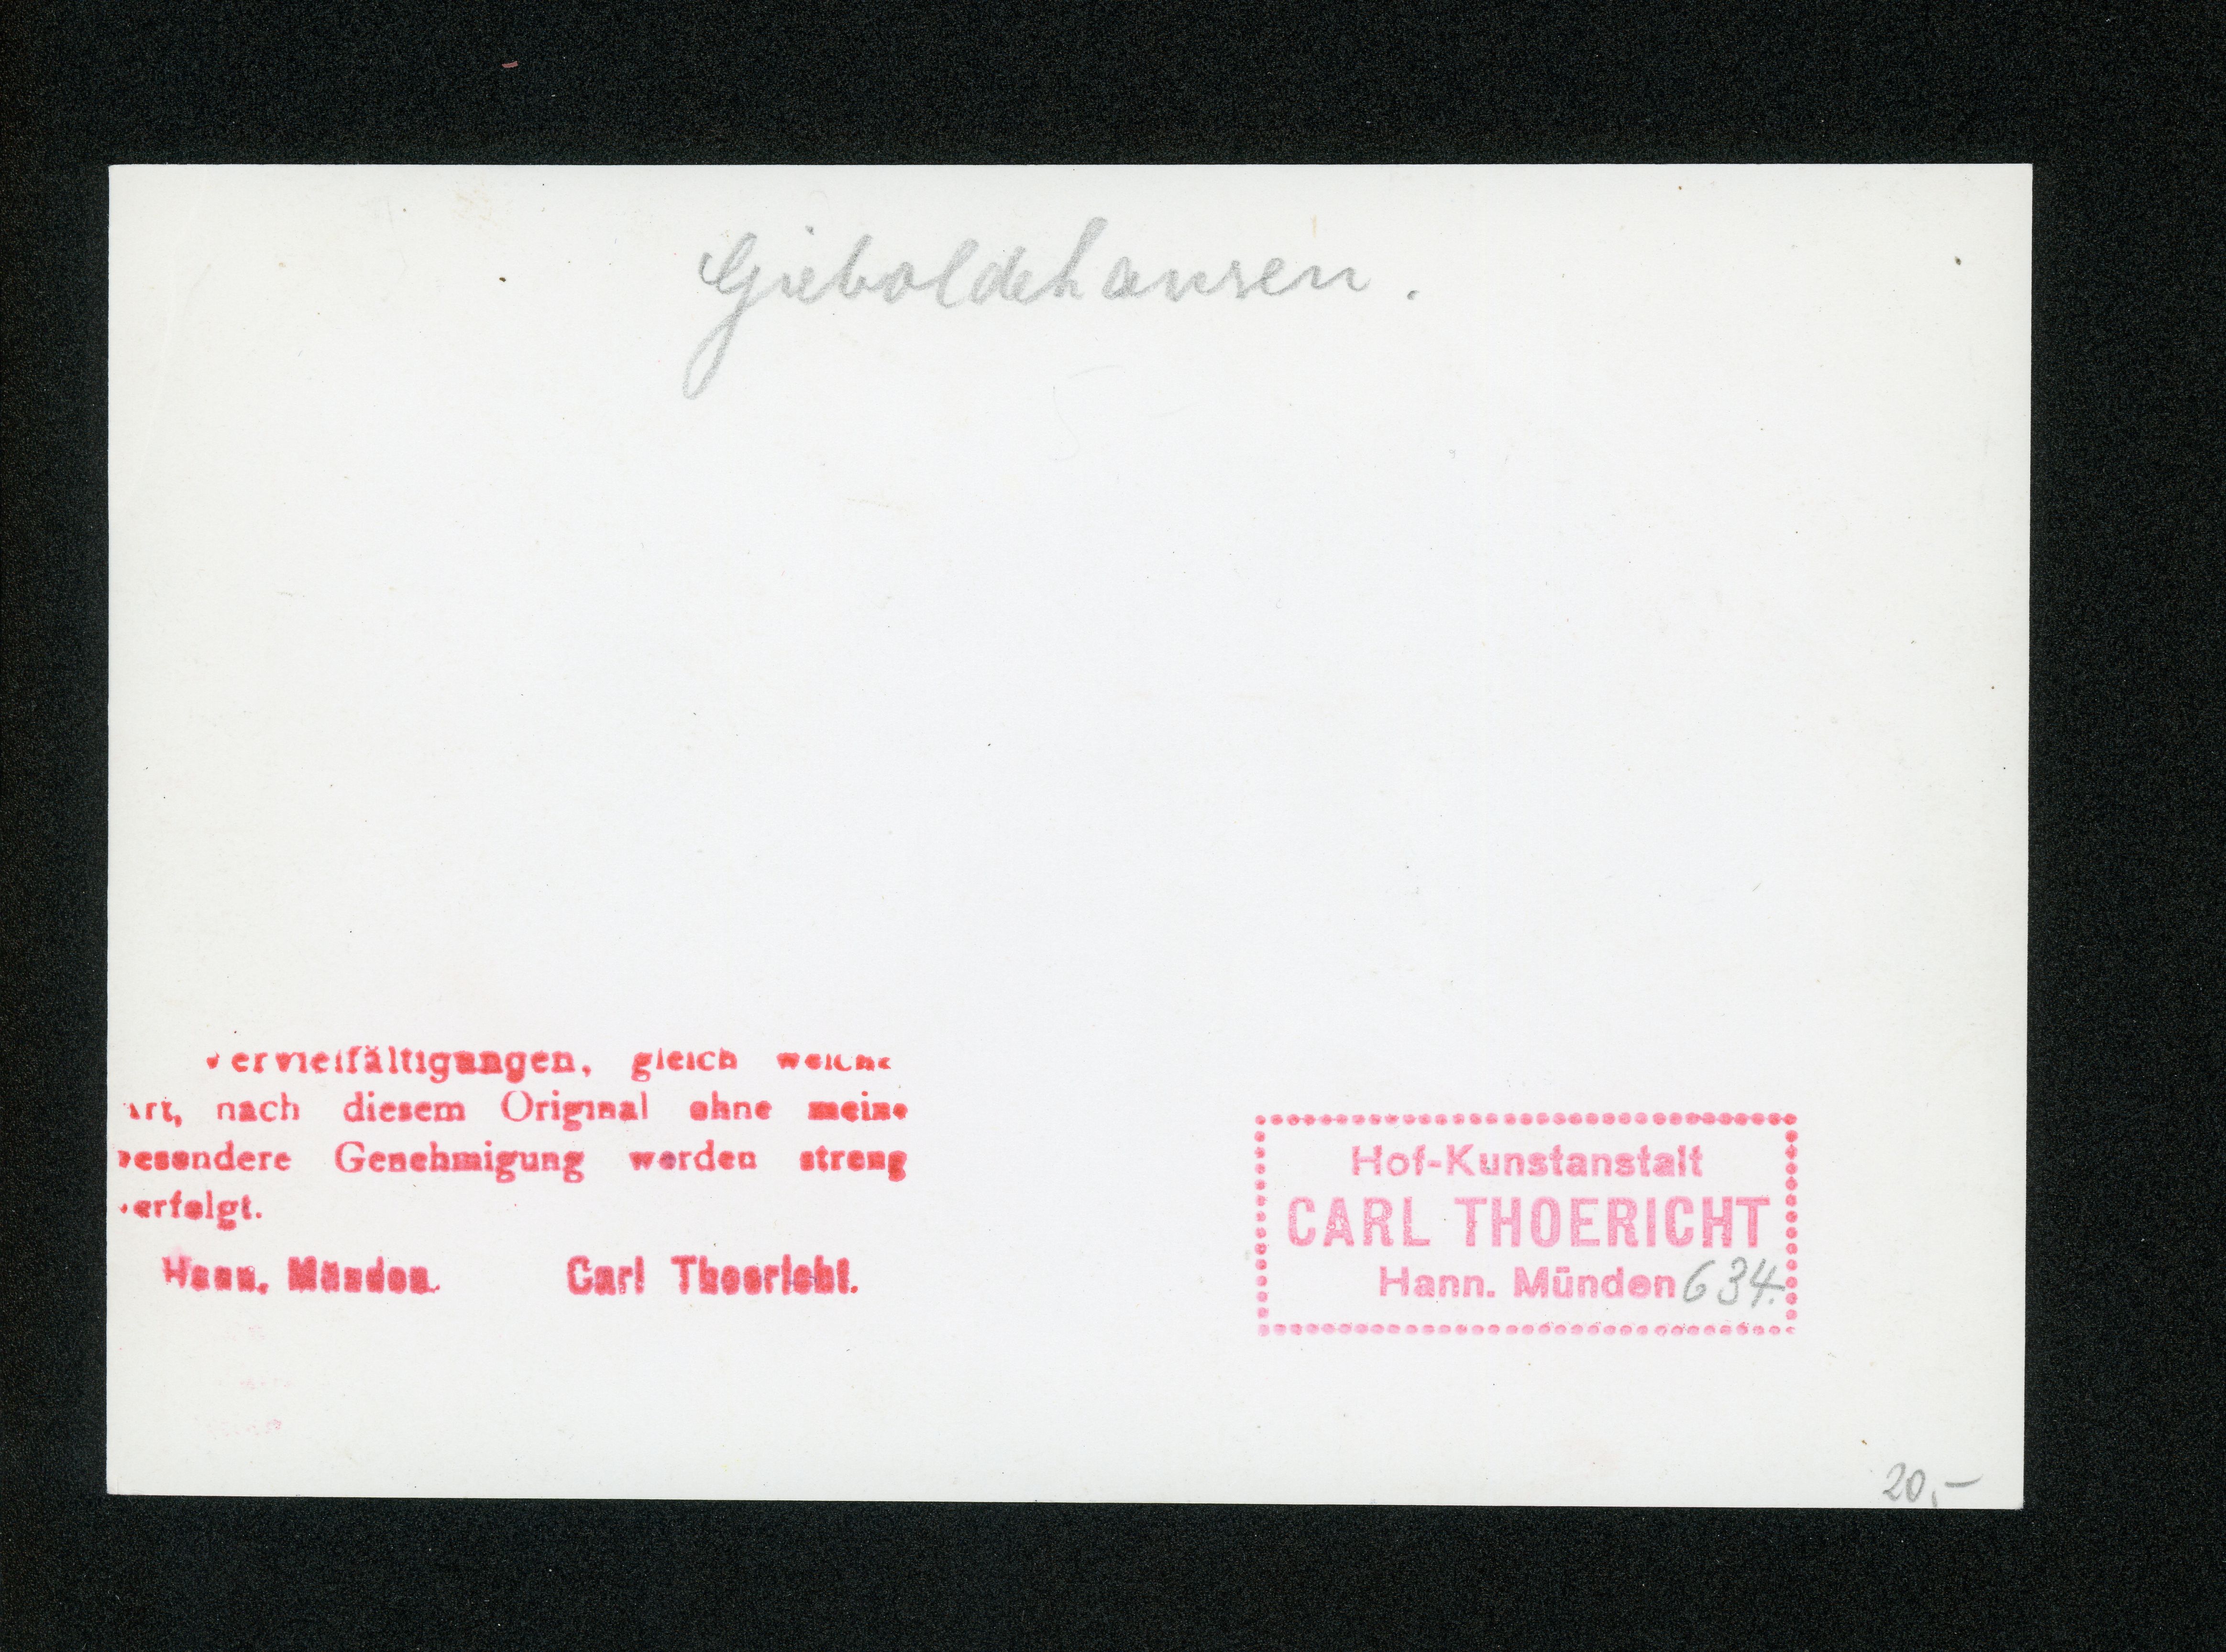 Gieboldehausen.
Vervielfältigungen, gleich welche
Art, nach diesem Original ohne meine
besondere Genehmigung werden streng
verfolgt.
Hann. Münden. Carl Thoericht.
Hof-Kunstanstalt
CARL THOERICHT
Hann. Münden 634.
20,-